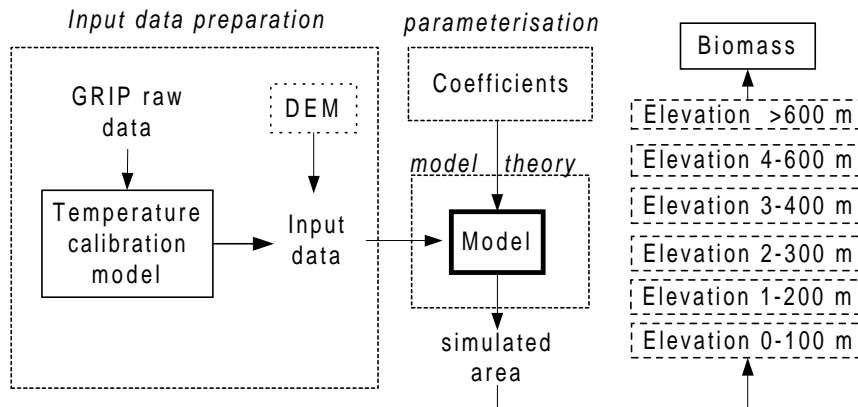 Input data preparation
GRIP raw
data
DEM
Temperature
calibration
model
Input
data
parameterisation
Coefficients
model theory
Model
simulated
area
Biomass
Elevation >600 m
Elevation 4-600 m
Elevation 3-400 m
Elevation 2-300 m
Elevation 1-200 m
Elevation 0-100 m